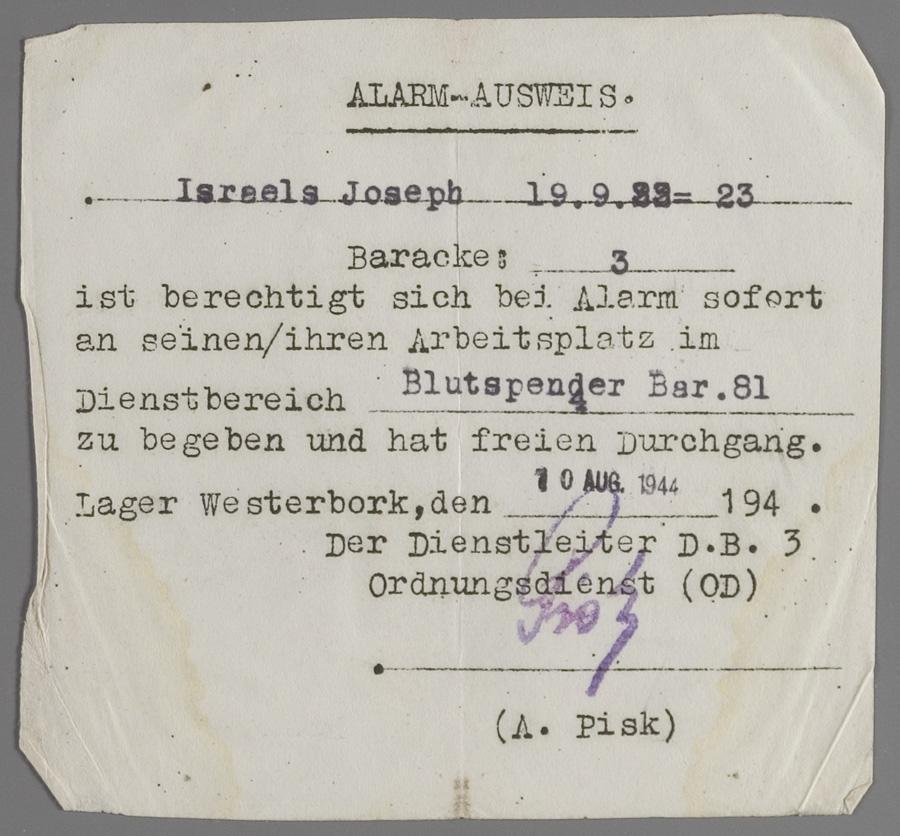 ALARM-AUSWEIS.
Israels Joseph 19.9.22= 23
Baracke: 3
ist berechtigt sich bei Alarm sofort
an seinen/ihren Arbeitsplatz im
Dienstbereich Blutspender Bar.81
zu begeben und hat freien Durchgang.
Lager Westerbork,den 10 AUG. 1944 194 .
Der Dienstleiter D.B. 3
Ordnungsdienst (OD)
(A. Pisk)